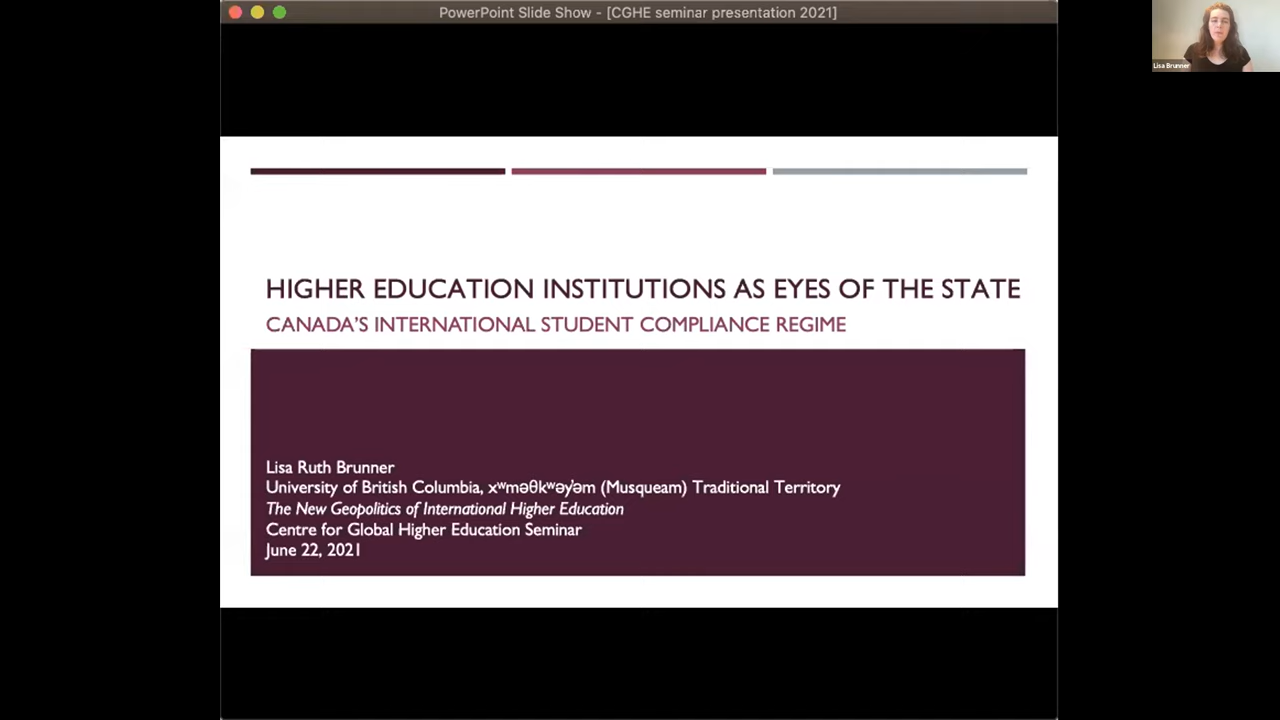 PowerPoint Slide Show - [CGHE seminar presentation 2021]
Lisa Brunner
HIGHER EDUCATION INSTITUTIONS AS EYES OF THE STATE
CANADA'S INTERNATIONAL STUDENT COMPLIANCE REGIME
Lisa Ruth Brunner
University of British Columbia, xʷməθkʷəy̓əm (Musqueam) Traditional Territory
The New Geopolitics of International Higher Education
Centre for Global Higher Education Seminar
June 22, 2021